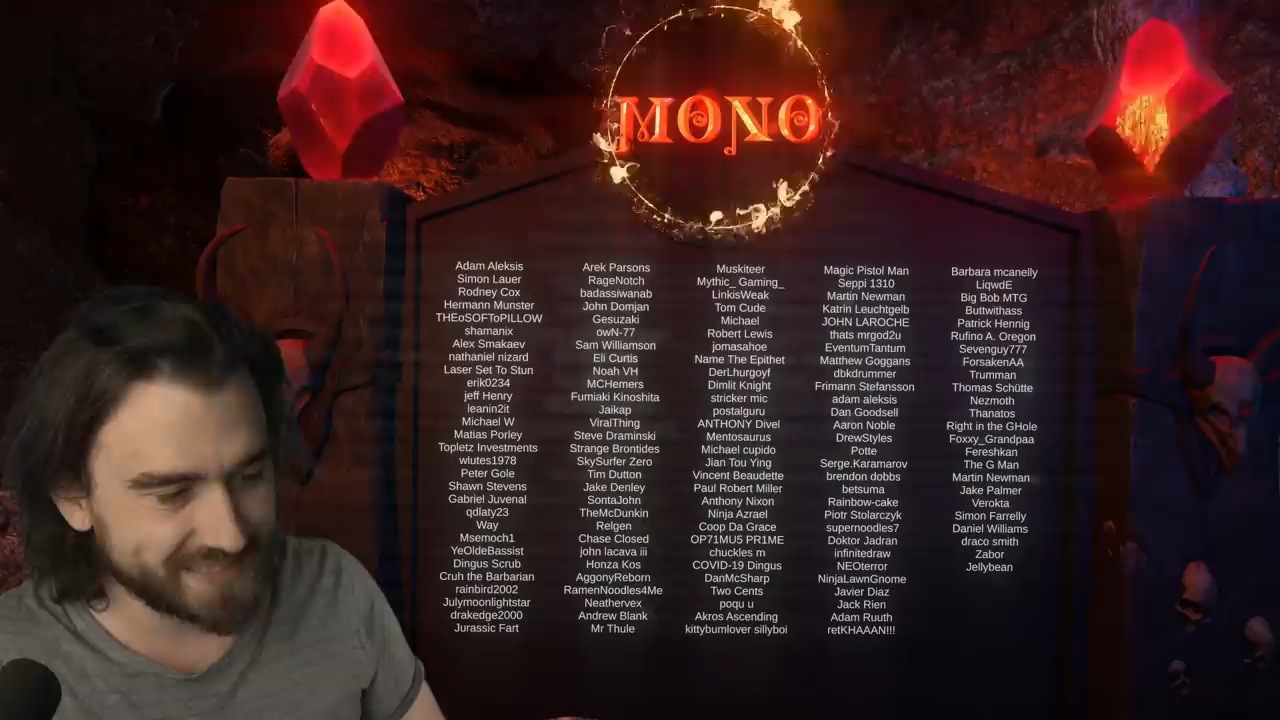 MONO
Adam Aleksis
Simon Lauer
Rodney Cox
Hermann Munster
THEoSOFToPILLOW
shamanix
Alex Smakaev
nathaniel nizard
Laser Set To Stun
erik0234
jeff Henry
leanin2it
Michael W
Matias Porley
Topletz Investments
wlutes1978
Peter Gole
Shawn Stevens
Gabriel Juvenal
qdlaty23
Way
Msemoch1
YeOldeBassist
Dingus Scrub
Cruh the Barbarian
rainbird2002
Julymoonlightstar
drakedge2000
Jurassic Fart
Arek Parsons
RageNotch
badassiwanab
John Domjan
Gesuzaki
owN-77
Sam Williamson
Eli Curtis
Noah VH
MCHemers
Fumiaki Kinoshita
Jaikap
ViralThing
Steve Draminski
Strange Brontides
SkySurfer Zero
Tim Dutton
Jake Denley
SontaJohn
TheMcDunkin
Relgen
Chase Closed
john lacava iii
Honza Kos
AggonyReborn
RamenNoodles4Me
Neathervex
Andrew Blank
Mr Thule
Muskiteer
Mythic_ Gaming_
LinkisWeak
Tom Cude
Michael
Robert Lewis
jomasahoe
Name The Epithet
DerLhurgoyf
Dimlit Knight
stricker mic
postalguru
ANTHONY Divel
Mentosaurus
Michael cupido
Jian Tou Ying
Vincent Beaudette
Paul Robert Miller
Anthony Nixon
Ninja Azrael
Coop Da Grace
OP71MU5 PR1ME
chuckles m
COVID-19 Dingus
DanMcSharp
Two Cents
poqu u
Akros Ascending
kittybumlover sillyboi
Magic Pistol Man
Seppi 1310
Martin Newman
Katrin Leuchtgelb
JOHN LAROCHE
thats mrgod2u
EventumTantum
Matthew Goggans
dbkdrummer
Frimann Stefansson
adam aleksis
Dan Goodsell
Aaron Noble
DrewStyles
Potte
Serge.Karamarov
brendon dobbs
betsuma
Rainbow-cake
Piotr Stolarczyk
supernoodles7
Doktor Jadran
infinitedraw
NEOterror
NinjaLawnGnome
Javier Diaz
Jack Rien
Adam Ruuth
retKHAAAN!!!
Barbara mcanelly
LiqwdE
Big Bob MTG
Buttwithass
Patrick Hennig
Rufino A. Oregon
Sevenguy777
ForsakenAA
Trumman
Thomas Schütte
Nezmoth
Thanatos
Right in the GHole
Foxxy_Grandpaa
Fereshkan
The G Man
Martin Newman
Jake Palmer
Verokta
Simon Farrelly
Daniel Williams
draco smith
Zabor
Jellybean